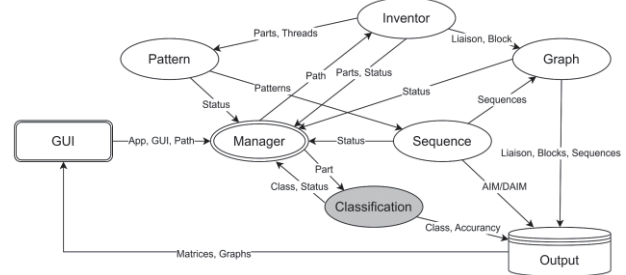 Inventor
Parts, Threads
Liaison, Block
Pattern
Graph
Path
Parts, Status
Status
Patterns
Status
Sequences
GUI
App, GUI, Path
Manager
Status
Sequence
Liaison, Blocks, Sequences
Part
Class, Status
AIM/DAIM
Classification
Class, Accurancy
Matrices, Graphs
Output